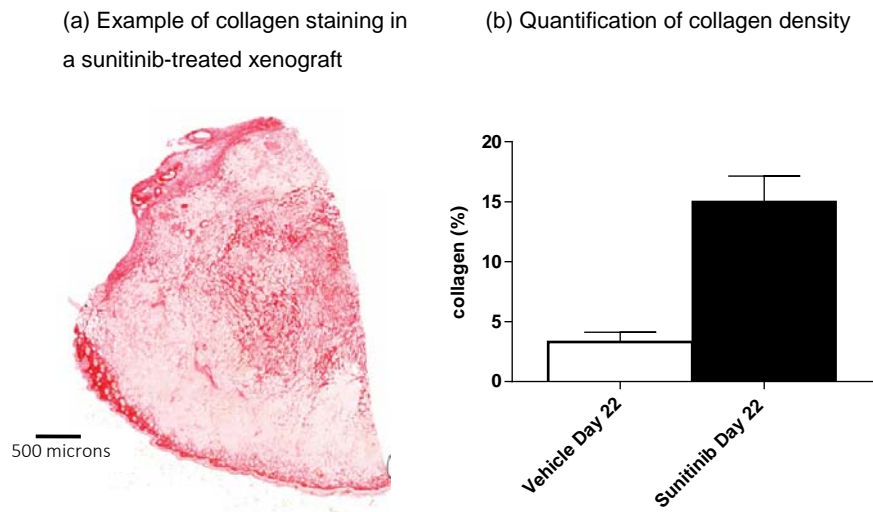 (a) Example of collagen staining in
a sunitinib-treated xenograft
500 microns
(b) Quantification of collagen density
collagen (%)
20
15
10
5
0
Vehicle Day 22
Sunitinib Day 22